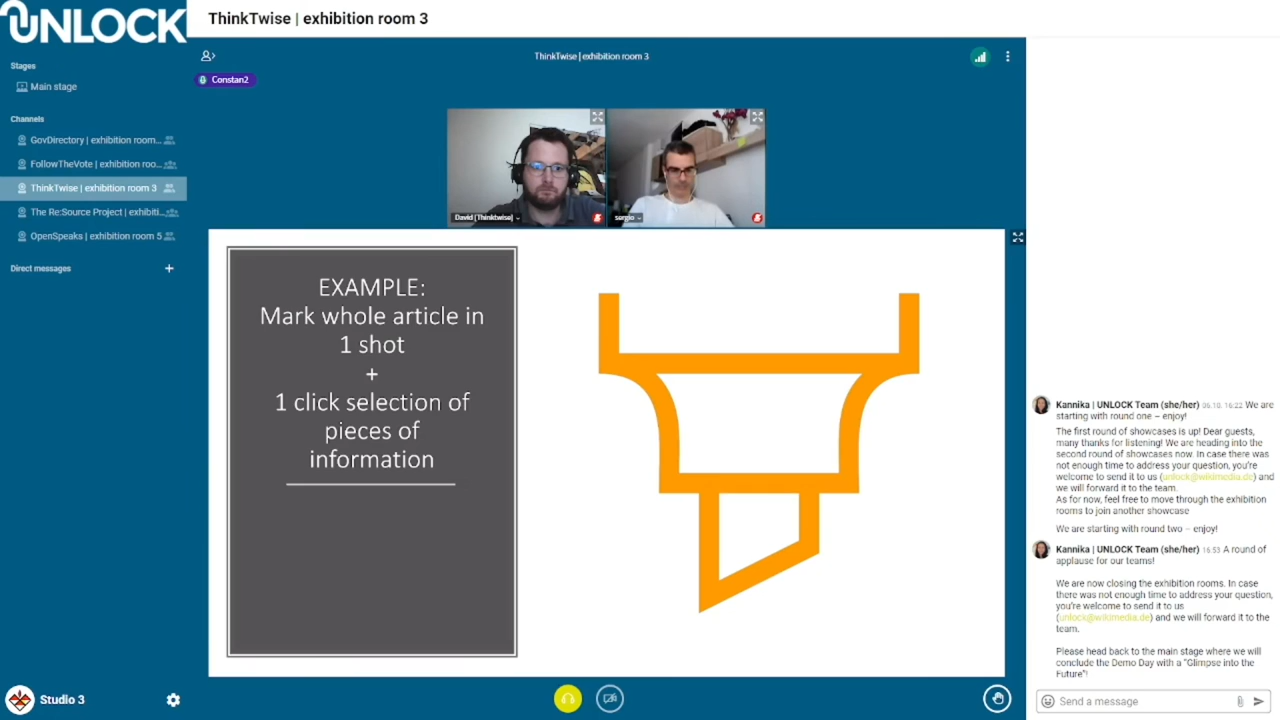 UNLOCK
ThinkTwise | exhibition room 3
Stages
Main stage
Channels
GovDirectory | exhibition room...
FollowTheVote | exhibition roo...
ThinkTwise | exhibition room 3
The Re:Source Project | exhibiti...
OpenSpeaks | exhibition room 5
Direct messages
Studio 3
ThinkTwise | exhibition room 3
Constan2
David [Thinktwise]
sergio
EXAMPLE:
Mark whole article in
1 shot
+
1 click selection of
pieces of
information
Kannika | UNLOCK Team (she/her) 06.10. 16:22 We are
starting with round one – enjoy!
The first round of showcases is up! Dear guests,
many thanks for listening! We are heading into the
second round of showcases now. In case there was
not enough time to address your question, you're
welcome to send it to us (unlock@wikimedia.de) and
we will forward it to the team.
As for now, feel free to move through the exhibition
rooms to join another showcase
We are starting with round two – enjoy!
Kannika | UNLOCK Team (she/her) 16:53 A round of
applause for our teams!
We are now closing the exhibition rooms. In case
there was not enough time to address your question,
you're welcome to send it to us
(unlock@wikimedia.de) and we will forward it to the
team.
Please head back to the main stage where we will
conclude the Demo Day with a "Glimpse into the
Future"!
Send a message